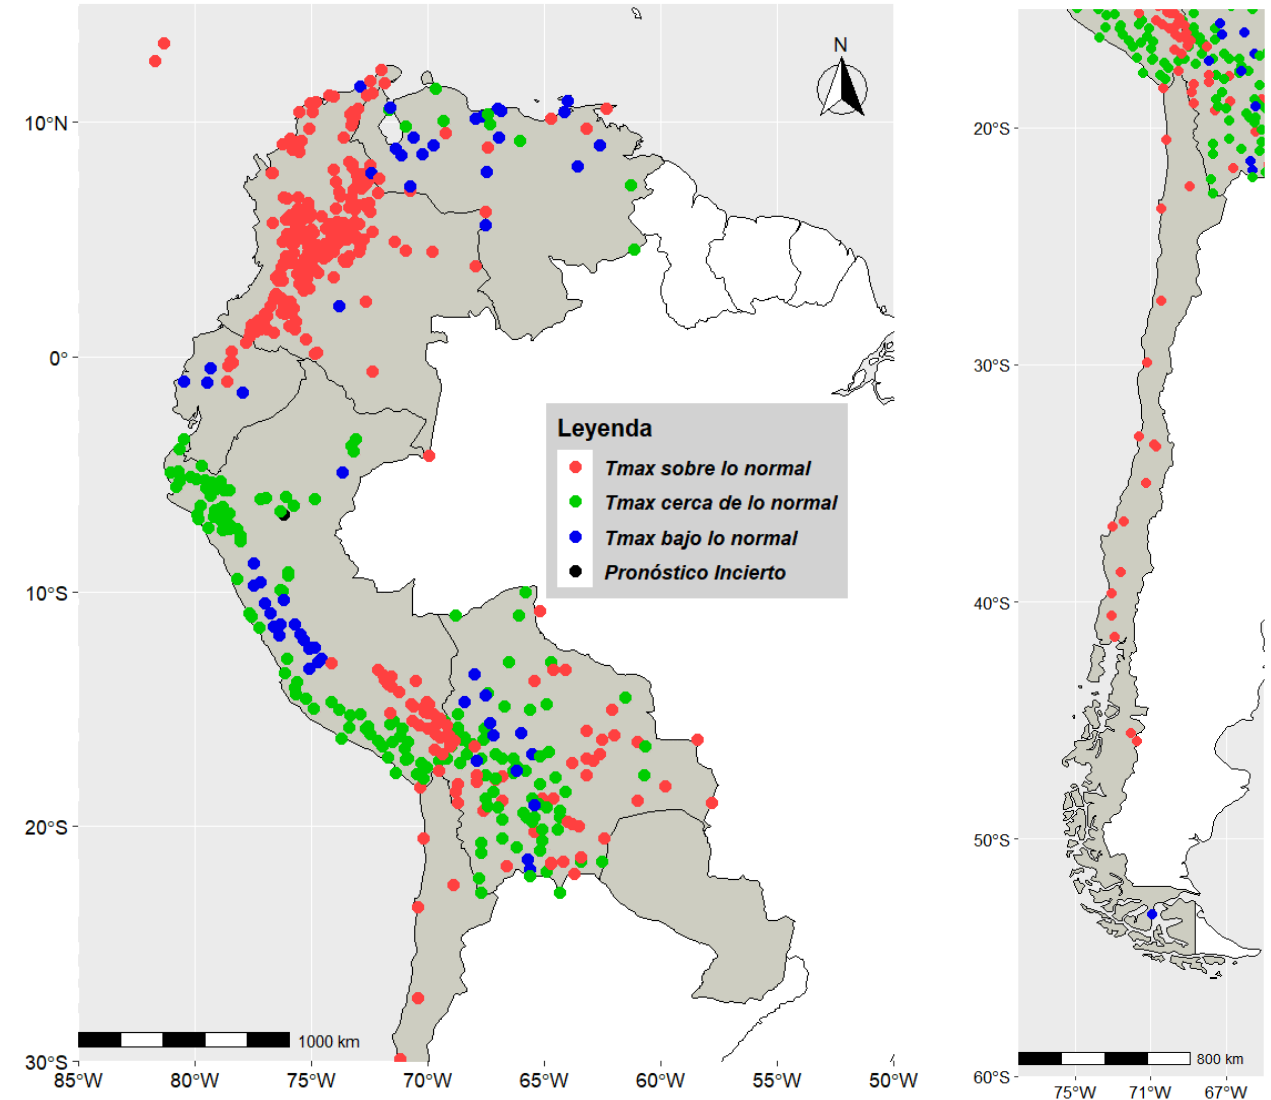 N
10°N
0°
10°S
20°S
30°S
85°W 80°W 75°W 70°W 65°W 60°W 55°W 50°W
1000 km
Leyenda
Tmax sobre lo normal
Tmax cerca de lo normal
Tmax bajo lo normal
Pronóstico Incierto
20°S
30°S
40°S
50°S
60°S
75°W 71°W 67°W
800 km